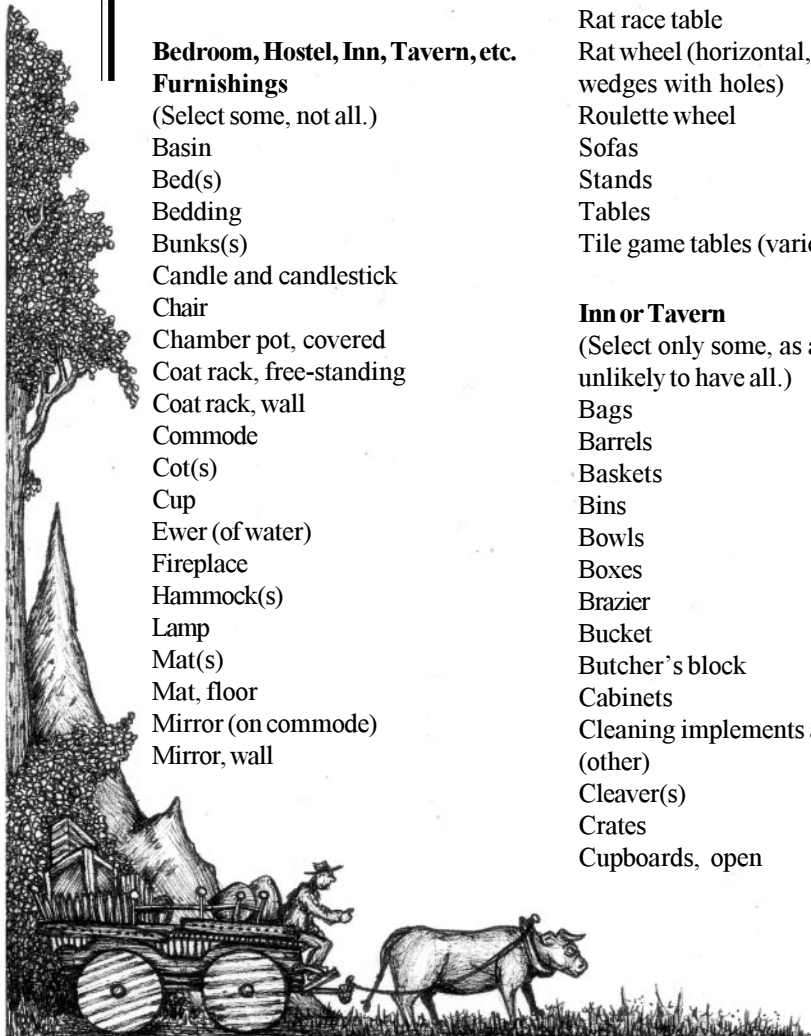 Bedroom, Hostel, Inn, Tavern, etc.
Furnishings
(Select some, not all.)
Basin
Bed(s)
Bedding
Bunks(s)
Candle and candlestick
Chair
Chamber pot, covered
Coat rack, free-standing
Coat rack, wall
Commode
Cot(s)
Cup
Ewer (of water)
Fireplace
Hammock(s)
Lamp
Mat(s)
Mat, floor
Mirror (on commode)
Mirror, wall
Rat race table
Rat wheel (horizontal,
wedges with holes)
Roulette wheel
Sofas
Stands
Tables
Tile game tables
Inn or Tavern
(Select only some, as
unlikely to have all.)
Bags
Barrels
Baskets
Bins
Bowls
Boxes
Brazier
Bucket
Butcher’s block
Cabinets
Cleaning implements
(other)
Cleaver(s)
Crates
Cupboards, open